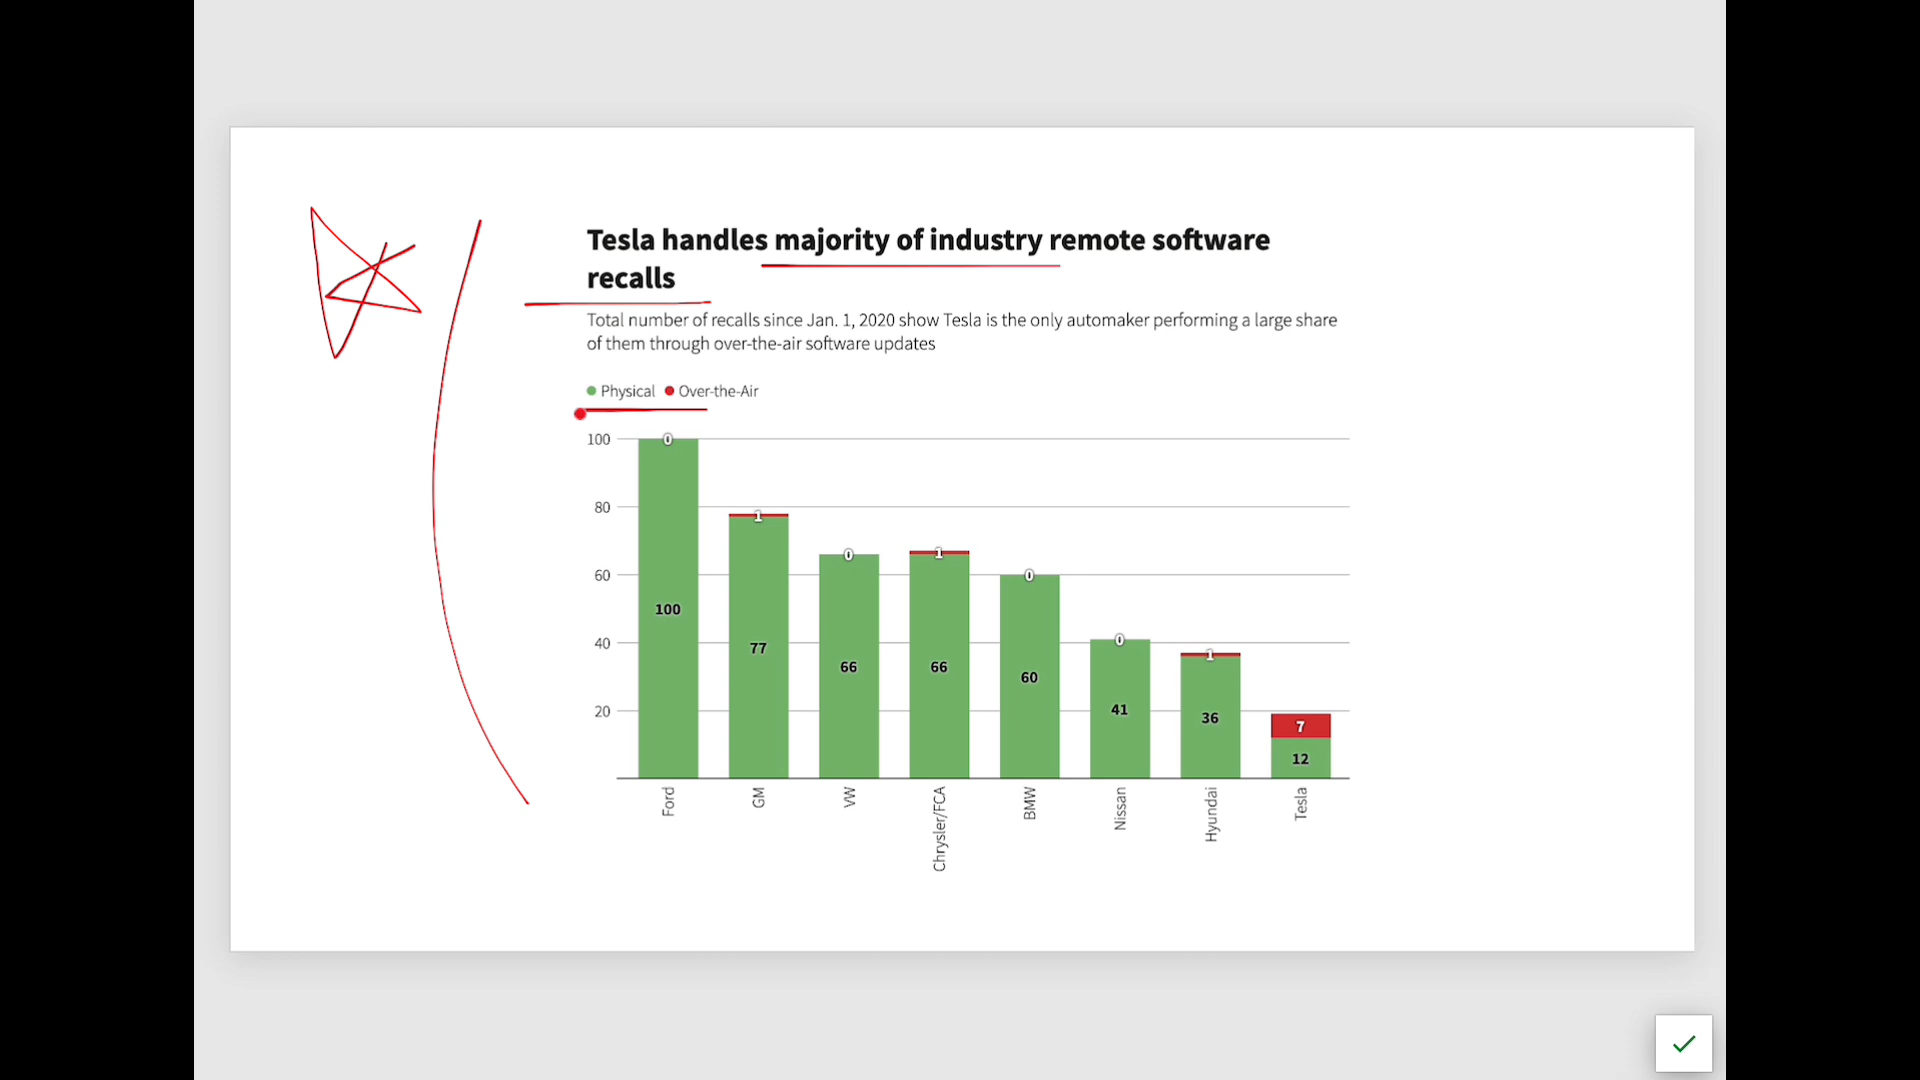 Tesla handles majority of industry remote software
recalls
Total number of recalls since Jan. 1, 2020 show Tesla is the only automaker performing a large share
of them through over-the-air software updates
Physical Over-the-Air
100
80
60
40
20
0
100
1
77
0
66
1
66
0
60
0
41
1
36
7
12
Ford
GM
VW
Chrysler/FCA
BMW
Nissan
Hyundai
Tesla